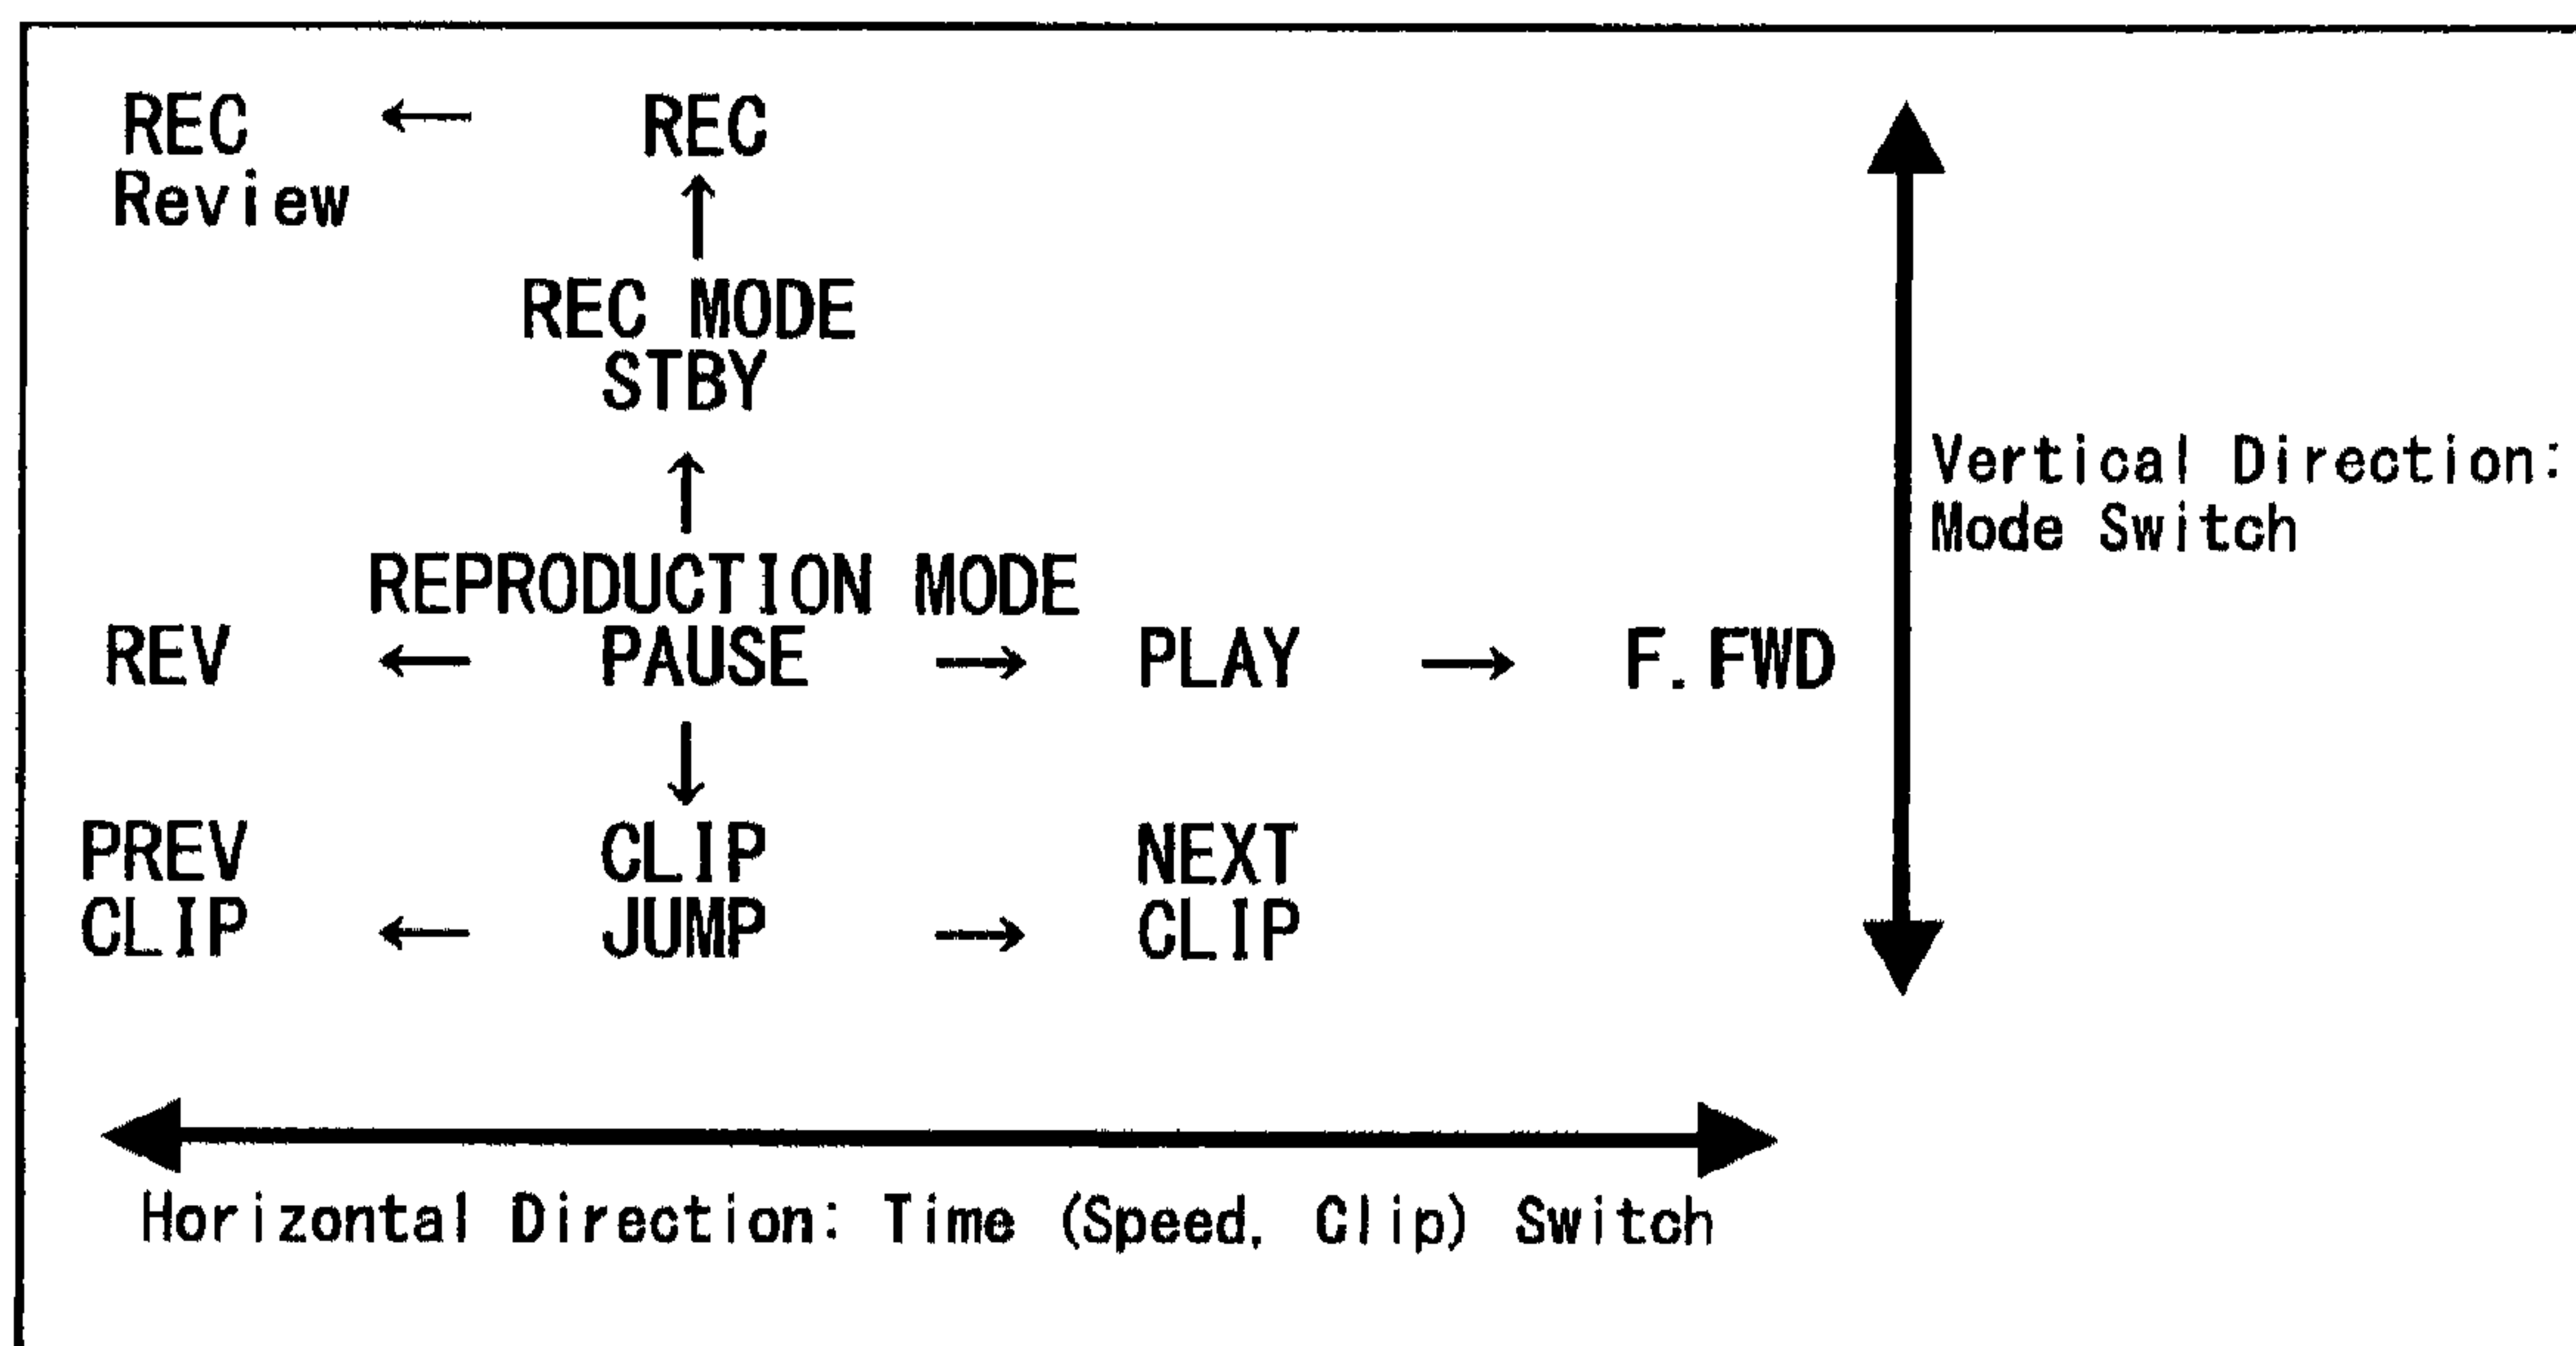 REC ← REC
Review
↑
REC MODE
STBY
↑
REPRODUCTION MODE
REV ← PAUSE → PLAY → F.FWD
↓
PREV CLIP NEXT
CLIP ← JUMP → CLIP
Vertical Direction:
Mode Switch
Horizontal Direction: Time (Speed, Clip) Switch